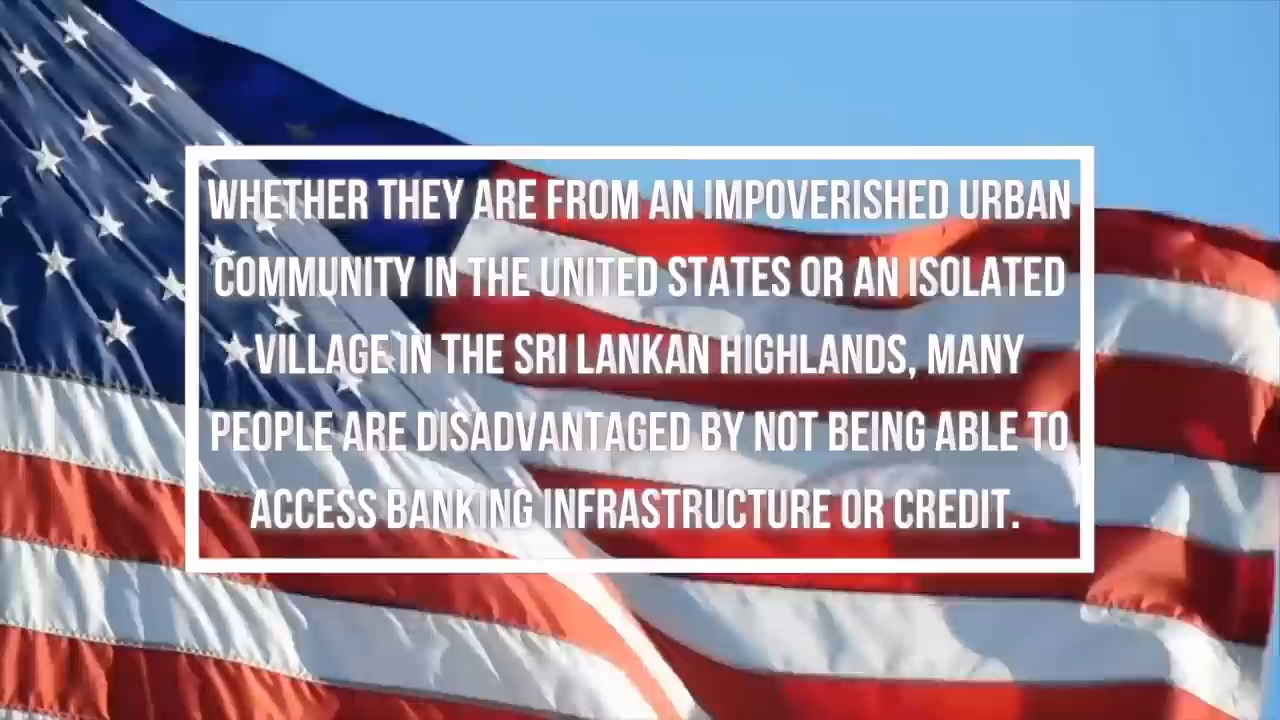 WHETHER THEY ARE FROM AN IMPOVERISHED URBAN
COMMUNITY IN THE UNITED STATES OR AN ISOLATED
VILLAGE IN THE SRI LANKAN HIGHLANDS, MANY
PEOPLE ARE DISADVANTAGED BY NOT BEING ABLE TO
ACCESS BANKING INFRASTRUCTURE OR CREDIT.